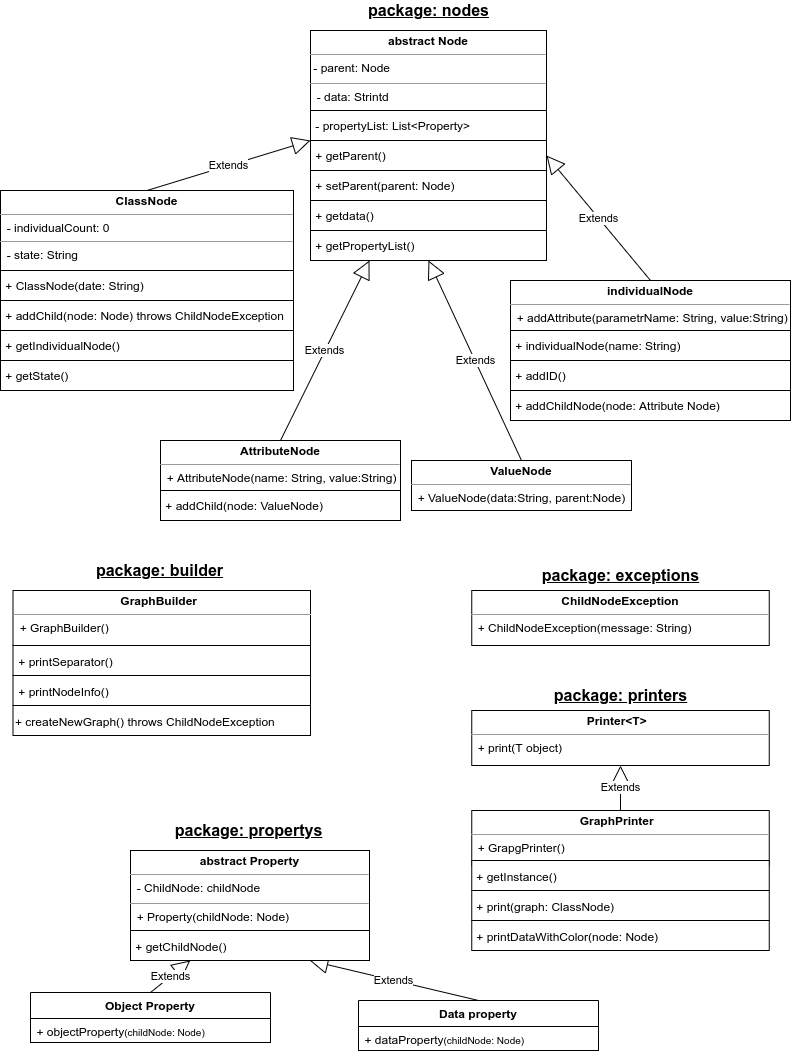 package: nodes
abstract Node
- parent: Node
- data: Strintd
- propertyList: List<Property>
+ getParent()
+ setParent(parent: Node)
+ getdata()
+ getPropertyList()
Extends
Extends
Extends
Extends
ClassNode
- individualCount: 0
- state: String
+ ClassNode(date: String)
+ addChild(node: Node) throws ChildNodeException
+ getIndividualNode()
+ getState()
individualNode
+ addAttribute(parametrName: String, value:String)
+ individualNode(name: String)
+ addID()
+ addChildNode(node: Attribute Node)
AttributeNode
+ AttributeNode(name: String, value:String)
+ addChild(node: ValueNode)
ValueNode
+ ValueNode(data:String, parent:Node)
package: builder
GraphBuilder
+ GraphBuilder()
+ printSeparator()
+ printNodeInfo()
+ createNewGraph() throws ChildNodeException
package: exceptions
ChildNodeException
+ ChildNodeException(message: String)
package: printers
Printer<T>
+ print(T object)
Extends
GraphPrinter
+ GrapgPrinter()
+ getInstance()
+ print(graph: ClassNode)
+ printDataWithColor(node: Node)
package: propertys
abstract Property
- ChildNode: childNode
+ Property(childNode: Node)
+ getChildNode()
Extends
Extends
Object Property
+ objectProperty(childNode: Node)
Data property
+ dataProperty(childNode: Node)